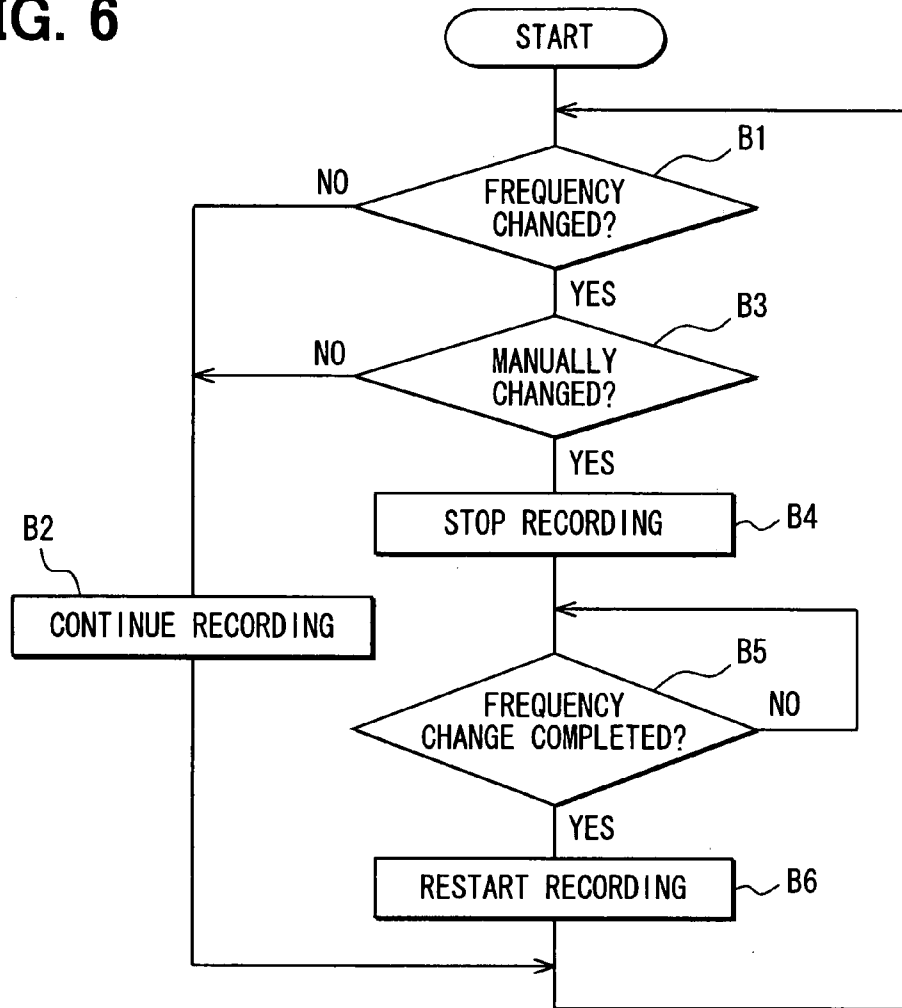 IG. 6
START
B1
NO
FREQUENCY
CHANGED?
YES
B3
NO
MANUALLY
CHANGED?
YES
STOP RECORDING
B4
B2
CONTINUE RECORDING
B5
FREQUENCY
CHANGE COMPLETED?
NO
YES
RESTART RECORDING
B6